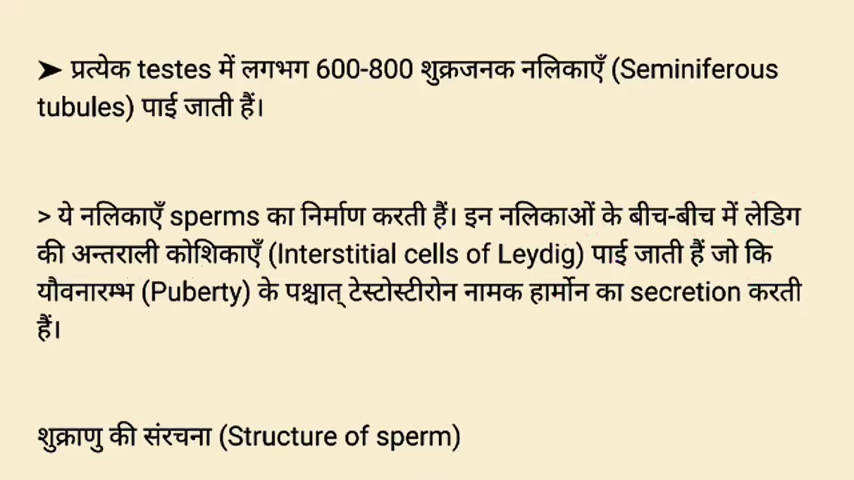 ➤ प्रत्येक testes में लगभग 600-800 शुक्रजनक नलिकाएँ (Seminiferous
tubules) पाई जाती हैं।
> ये नलिकाएँ sperms का निर्माण करती हैं। इन नलिकाओं के बीच-बीच में लेडिग
की अन्तराली कोशिकाएँ (Interstitial cells of Leydig) पाई जाती हैं जो कि
यौवनारम्भ (Puberty) के पश्चात् टेस्टोस्टीरोन नामक हार्मोन का secretion करती
हैं।
शुक्राणु की संरचना (Structure of sperm)